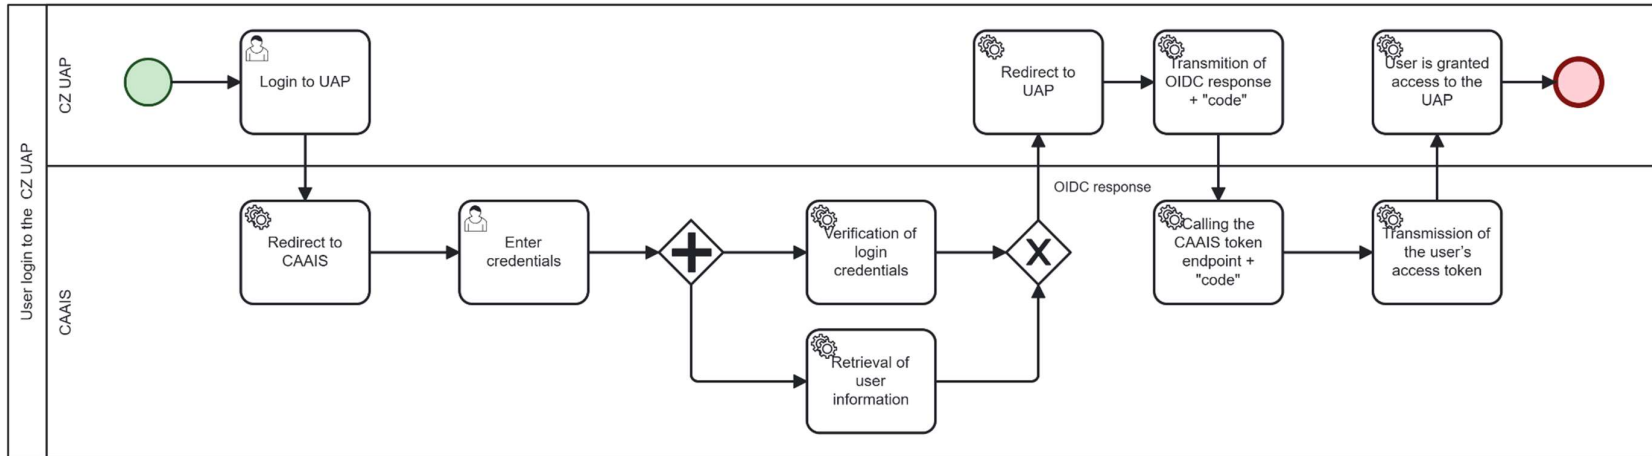 User login to the  CZ UAP
CZ UAP
Login to UAP
Redirect to
UAP
Transmition of
OIDC response
+ "code"
User is granted
access to the
UAP
CAAIS
Redirect to
CAAIS
Enter
credentials
Verification of
login
credentials
Retrieval of
user
information
OIDC response
Calling the
CAAIS token
endpoint +
"code"
Transmission of
the user’s
access token